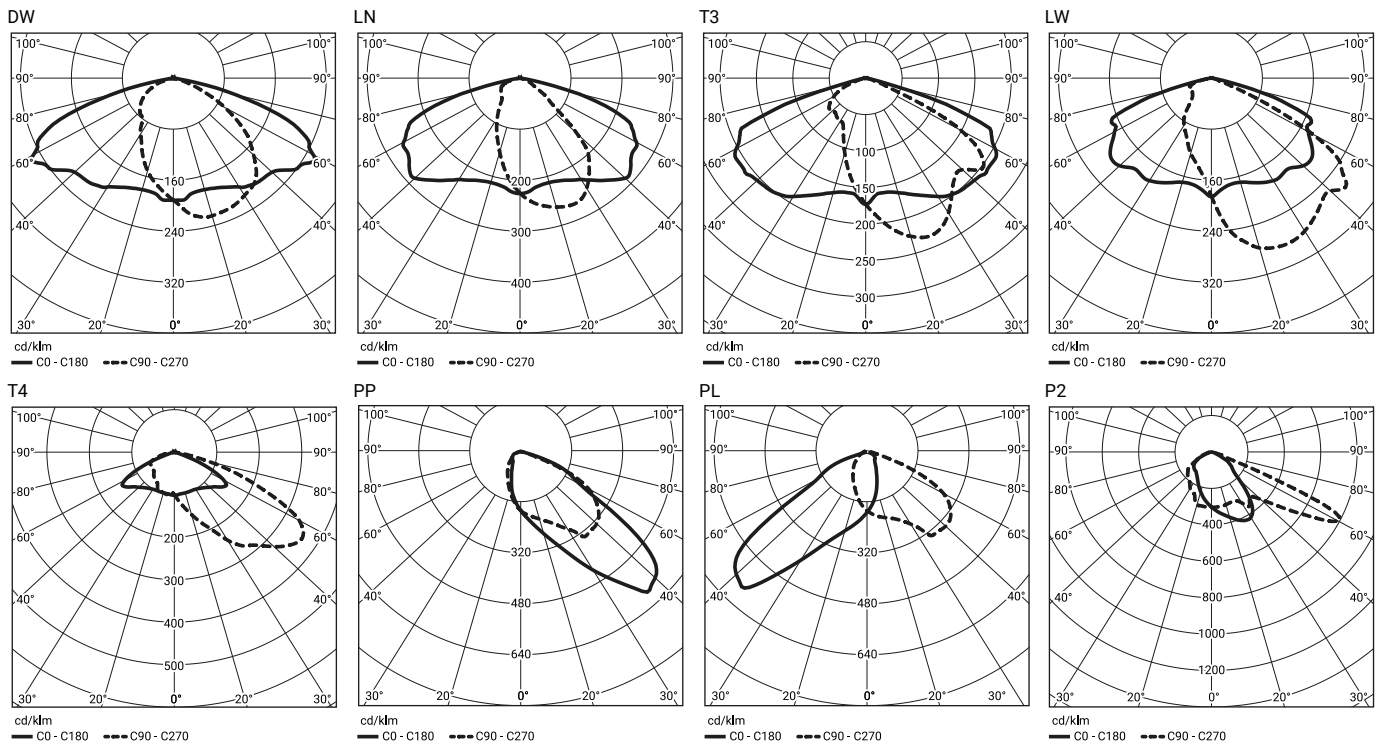 DW LN T3 LW
100° 100° 100° 100° 100° 100° 100° 100°
90° 90° 90° 90° 90° 90° 90° 90°
80° 80° 80° 80° 80° 80° 80° 80°
100
60° 60° 60° 60° 60° 60° 60° 60°
160 200 150 160
40° 40° 40° 40° 40° 40° 40° 40°
240 300 200 240
250
320 400 300 320
30° 20° 0° 20° 30° 30° 20° 0° 20° 30° 30° 20° 0° 20° 30° 30° 20° 0° 20° 30°
cd/klm cd/klm cd/klm cd/klm
C0 - C180 C90 - C270 C0 - C180 C90 - C270 C0 - C180 C90 - C270 C0 - C180 C90 - C270
T4 PP PL P2
100° 100° 100° 100° 100° 100° 100° 100°
90° 90° 90° 90° 90° 90° 90° 90°
80° 80° 80° 80° 80° 80° 80° 80°
400
60° 60° 60° 60° 60° 60° 60° 60°
200 320 320 600
300
40° 40° 40° 40° 40° 40° 40° 40°
480 480 800
400
1000
640 640
500 1200
30° 20° 0° 20° 30° 30° 20° 0° 20° 30° 30° 20° 0° 20° 30° 30° 20° 0° 20° 30°
cd/klm cd/klm cd/klm cd/klm
C0 - C180 C90 - C270 C0 - C180 C90 - C270 C0 - C180 C90 - C270 C0 - C180 C90 - C270